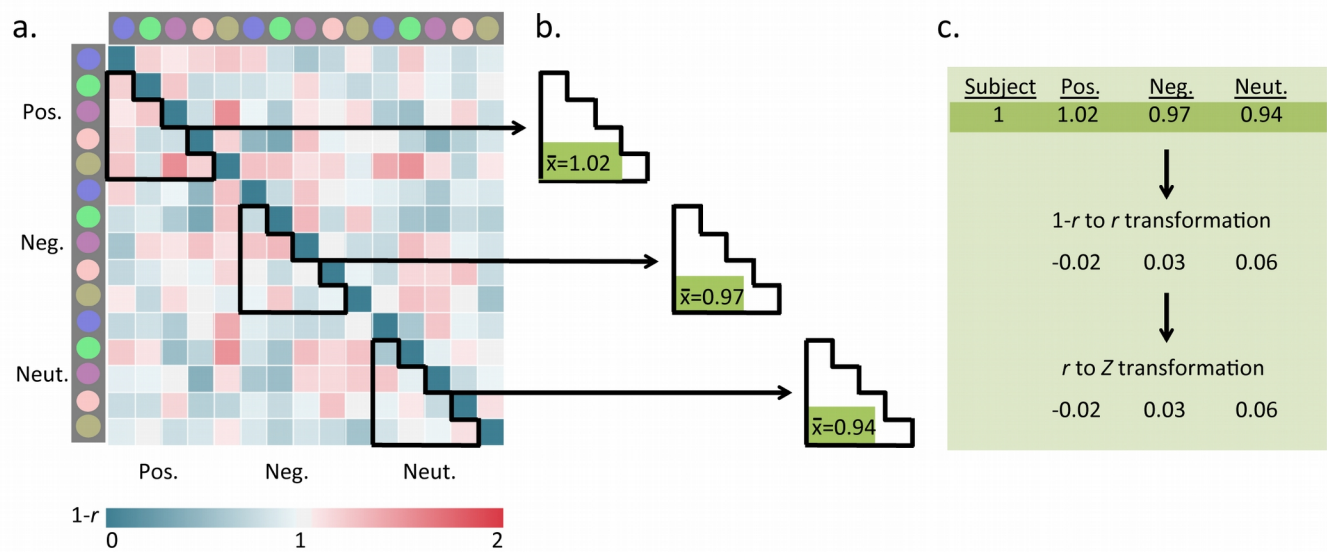 a.
b.
c.
Pos.
Neg.
Neut.
Pos. Neg. Neut.
1-r
0 1 2
x̄=1.02
x̄=0.97
x̄=0.94
Subject Pos. Neg. Neut.
1 1.02 0.97 0.94
1-r to r transformation
-0.02 0.03 0.06
r to Z transformation
-0.02 0.03 0.06